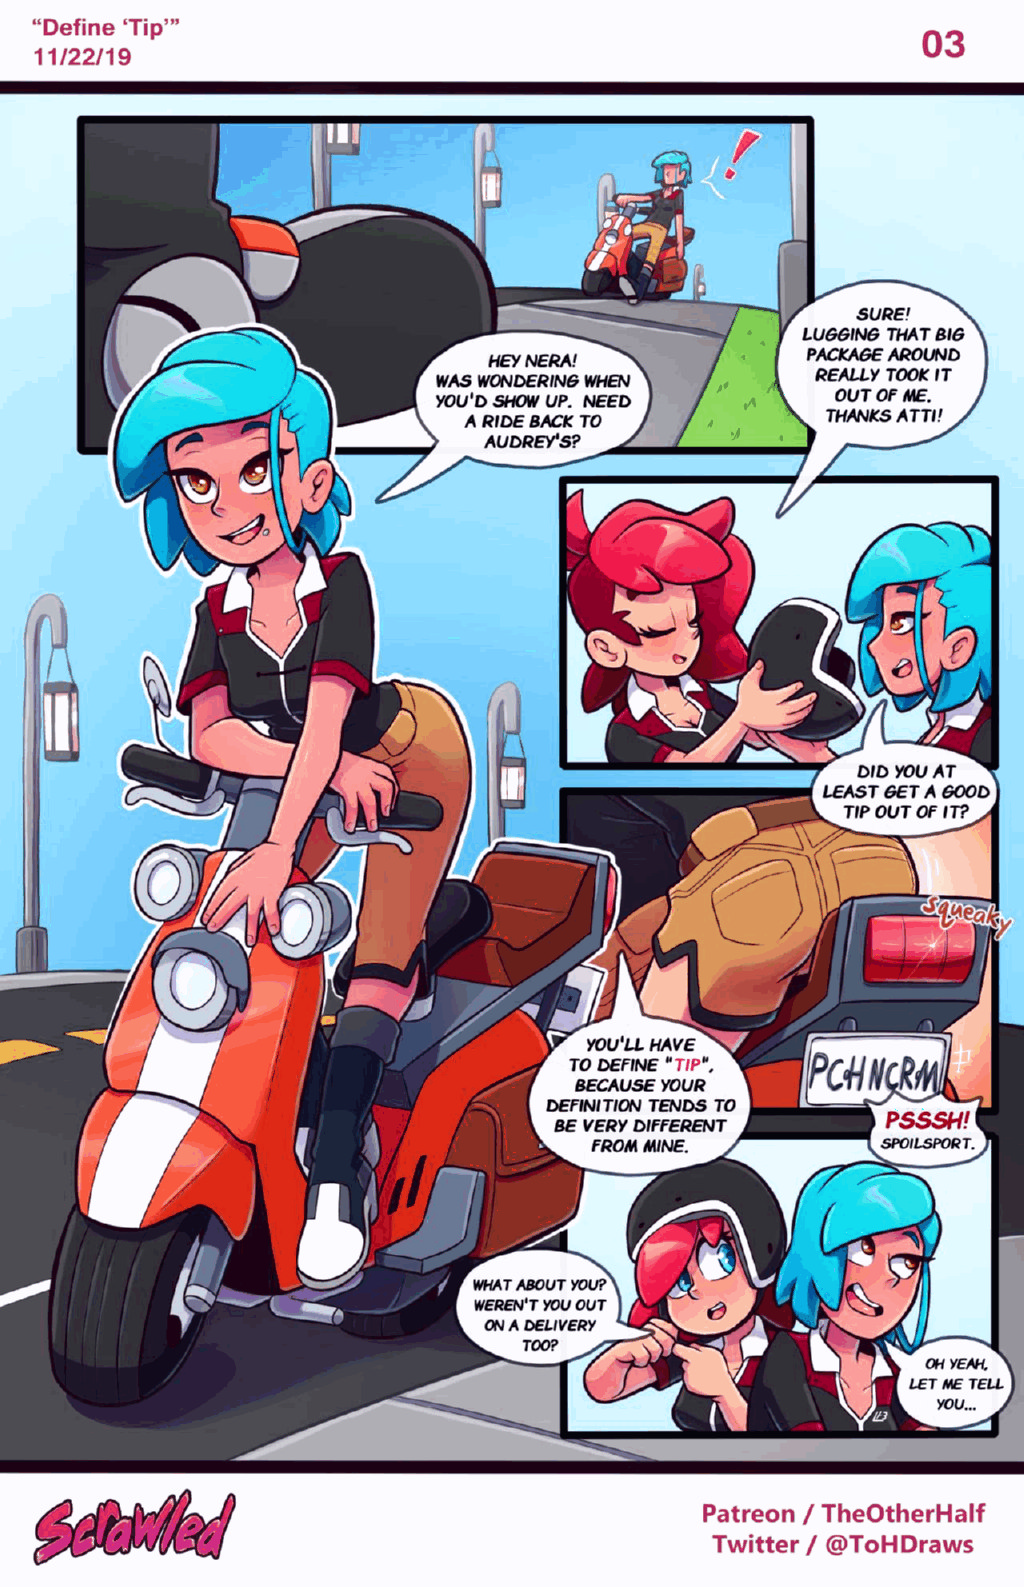 “Define ‘Tip’”
11/22/19
03
!
HEY NERA!
WAS WONDERING WHEN
YOU'D SHOW UP. NEED
A RIDE BACK TO
AUDREY'S?
SURE!
LUGGING THAT BIG
PACKAGE AROUND
REALLY TOOK IT
OUT OF ME.
THANKS ATTI!
DID YOU AT
LEAST GET A GOOD
TIP OUT OF IT?
squeaky
YOU'LL HAVE
TO DEFINE "TIP",
BECAUSE YOUR
DEFINITION TENDS TO
BE VERY DIFFERENT
FROM MINE.
PCHNCRM
PSSSH!
SPOILSPORT.
WHAT ABOUT YOU?
WEREN'T YOU OUT
ON A DELIVERY
TOO?
OH YEAH,
LET ME TELL
YOU...
Scrawled
Patreon / TheOtherHalf
Twitter / @ToHDraws